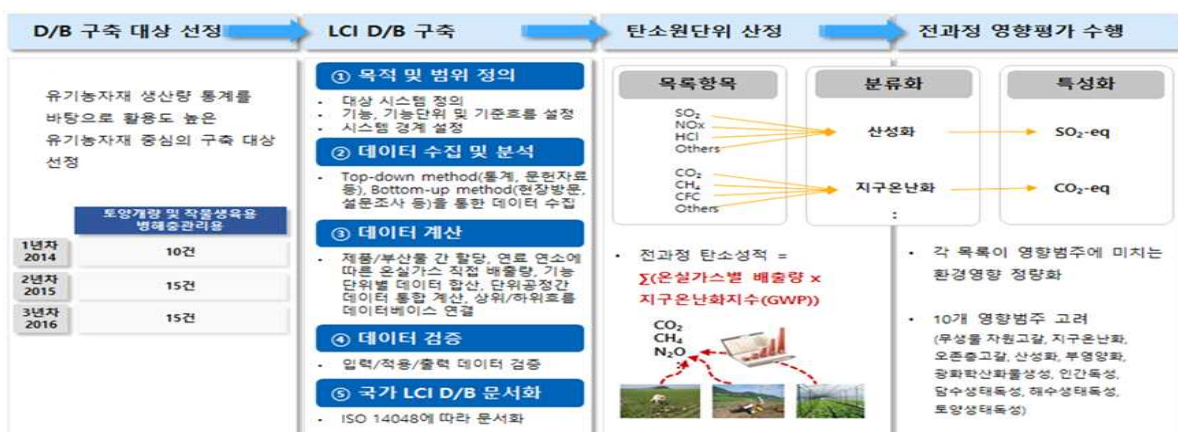 D/B 구축 대상 선정
LCI D/B 구축
탄소원단위 산정
전과정 영향평가 수행
유기농자재 생산량 통계를
바탕으로 활용도 높은
유기농자재 중심의 구축 대상
선정
토양개량 및 작물생육용
병해충관리용
1년차
2014
10건
2년차
2015
15건
3년차
2016
15건
① 목적 및 범위 정의
• 대상 시스템 정의
• 기능, 기능단위 및 기준흐름 설정
• 시스템 경계 설정
② 데이터 수집 및 분석
• Top-down method(통계, 문헌자료
등), Bottom-up method(현장방문,
설문조사 등)을 통한 데이터 수집
③ 데이터 계산
• 제품/부산물 간 할당, 연료 연소에
따른 온실가스 직접 배출량, 기능
단위별 데이터 합산, 단위공정간
데이터 통합 계산, 상위/하위흐름
데이터베이스 연결
④ 데이터 검증
• 입력/적용/출력 데이터 검증
⑤ 국가 LCI D/B 문서화
• ISO 14048에 따라 문서화
목록항목
분류화
특성화
SO₂
NOx
HCl
Others
산성화
SO₂-eq
CO₂
CH₄
CFC
Others
지구온난화
CO₂-eq
:
• 전과정 탄소성적 =
∑(온실가스별 배출량 x
지구온난화지수(GWP))
CO₂
CH₄
N₂O
:
• 각 목록이 영향범주에 미치는
환경영향 정량화
• 10개 영향범주 고려
(무생물 자원고갈, 지구온난화,
오존층고갈, 산성화, 부영양화,
광화학산화물생성, 인간독성,
담수생태독성, 해수생태독성,
토양생태독성)